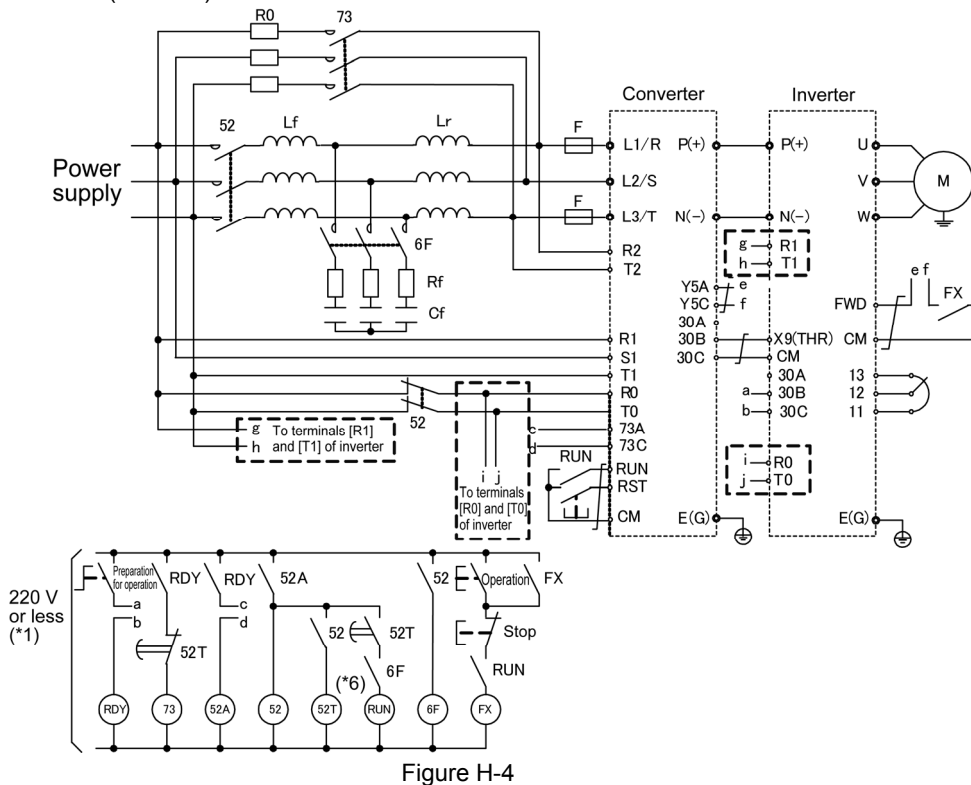 R0
73
Converter
Inverter
52
Lf
Lr
F
L1/R
P(+)
P(+)
U
Power
supply
L2/S
V
M
F
L3/T
N(-)
N(-)
W
6F
R2
g
R1
h
T1
T2
Rf
e f
Y5A
e
FX
Cf
Y5C
f
FWD
30A
R1
30B
X9(THR)
CM
S1
30C
CM
T1
30A
13
R0
a
30B
12
T0
b
30C
11
52
c
73A
g
To terminals [R1]
h
and [T1] of inverter
d
73C
RUN
i
R0
RUN
i j
j
T0
RST
To terminals
[R0] and [T0]
of inverter
CM
E(G)
E(G)
220 V
or less
(*1)
Preparation
for operation
RDY
RDY
52A
52
Operation
FX
a
b
c
d
52T
52
52T
Stop
(*6)
6F
RUN
RDY
73
52A
52
52T
RUN
6F
FX
Figure H-4